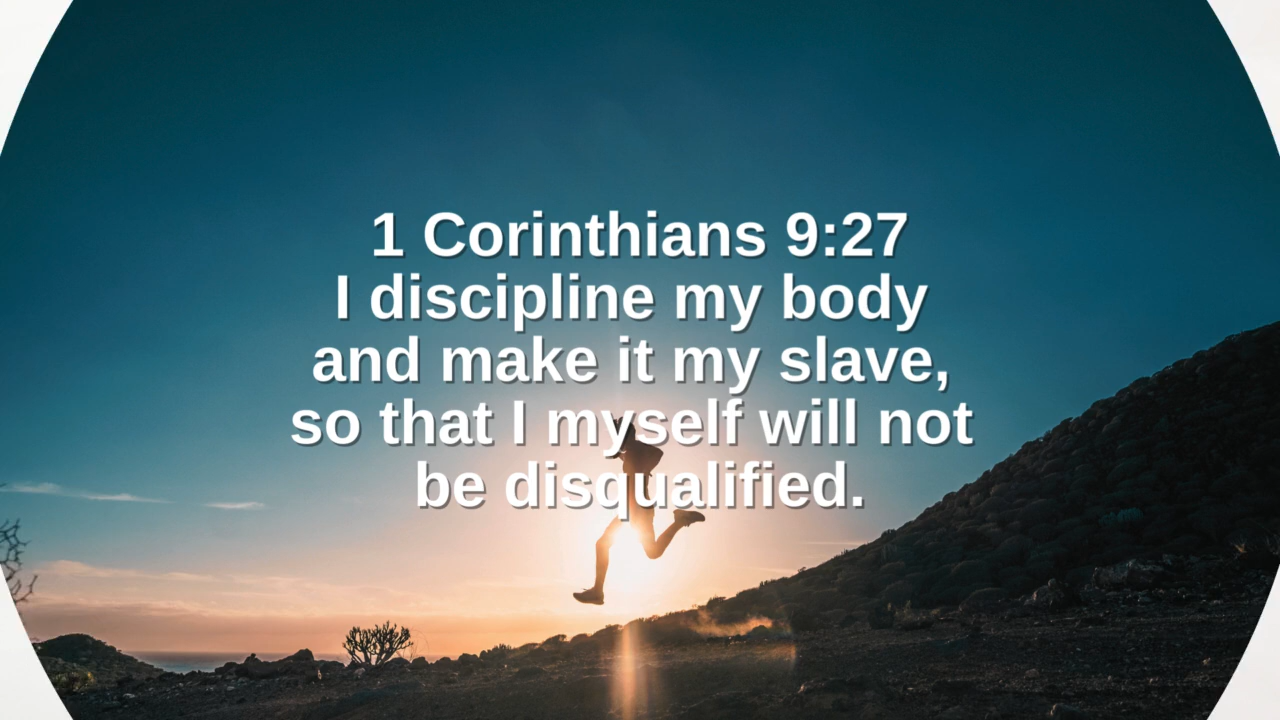 1 Corinthians 9:27
I discipline my body
and make it my slave,
so that I myself will not
be disqualified.